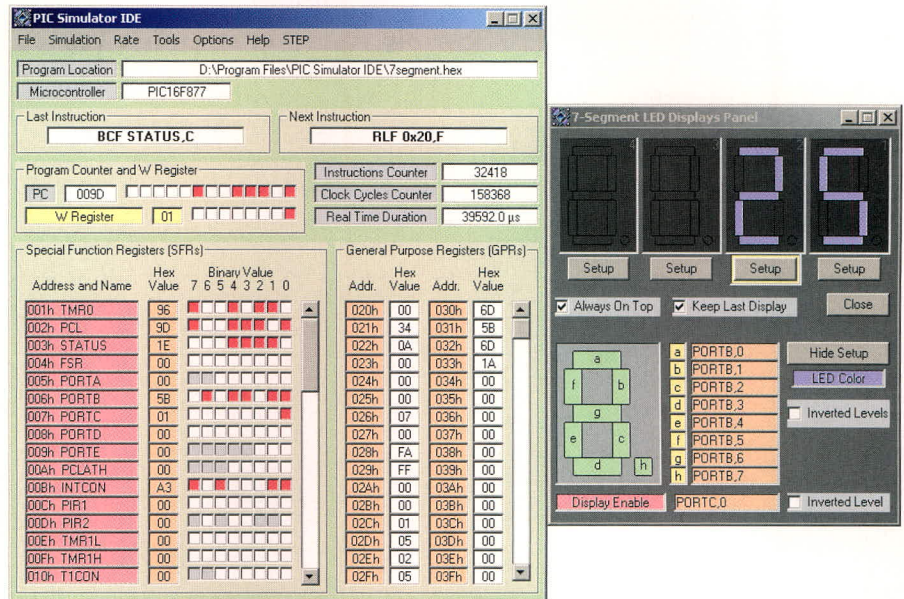 PIC Simulator IDE
File Simulation Rate Tools Options Help STEP
Program Location D:\Program Files\PIC Simulator IDE\7segment.hex
Microcontroller PIC16F877
Last Instruction
BCF STATUS,C
Next Instruction
RLF 0x20,F
Program Counter and W Register
PC 009D
W Register 01
Instructions Counter 32418
Clock Cycles Counter 158368
Real Time Duration 39592.0 µs
Special Function Registers (SFRs)
Hex Binary Value
Address and Name Value 7 6 5 4 3 2 1 0
001h TMR0 96
002h PCL 9D
003h STATUS 1E
004h FSR 00
005h PORTA 00
006h PORTB 5B
007h PORTC 01
008h PORTD 00
009h PORTE 00
00Ah PCLATH 00
00Bh INTCON A3
00Ch PIR1 00
00Dh PIR2 00
00Eh TMR1L 00
00Fh TMR1H 00
010h T1CON 00
General Purpose Registers (GPRs)
Hex Hex
Addr. Value Addr. Value
020h 00 030h 6D
021h 34 031h 5B
022h 0A 032h 6D
023h 00 033h 1A
024h 00 034h 00
025h 00 035h 00
026h 07 036h 00
027h 00 037h 00
028h FA 038h 00
029h FF 039h 00
02Ah 00 03Ah 00
02Bh 00 03Bh 00
02Ch 01 03Ch 00
02Dh 05 03Dh 00
02Eh 02 03Eh 00
02Fh 05 03Fh 00
7-Segment LED Displays Panel
4 3 2 1
25
Setup Setup Setup Setup
Always On Top Keep Last Display Close
a b c d e f g h
a PORTB,0
b PORTB,1
c PORTB,2
d PORTB,3
e PORTB,4
f PORTB,5
g PORTB,6
h PORTB,7
Hide Setup
LED Color
Inverted Levels
Display Enable PORTC,0 Inverted Level